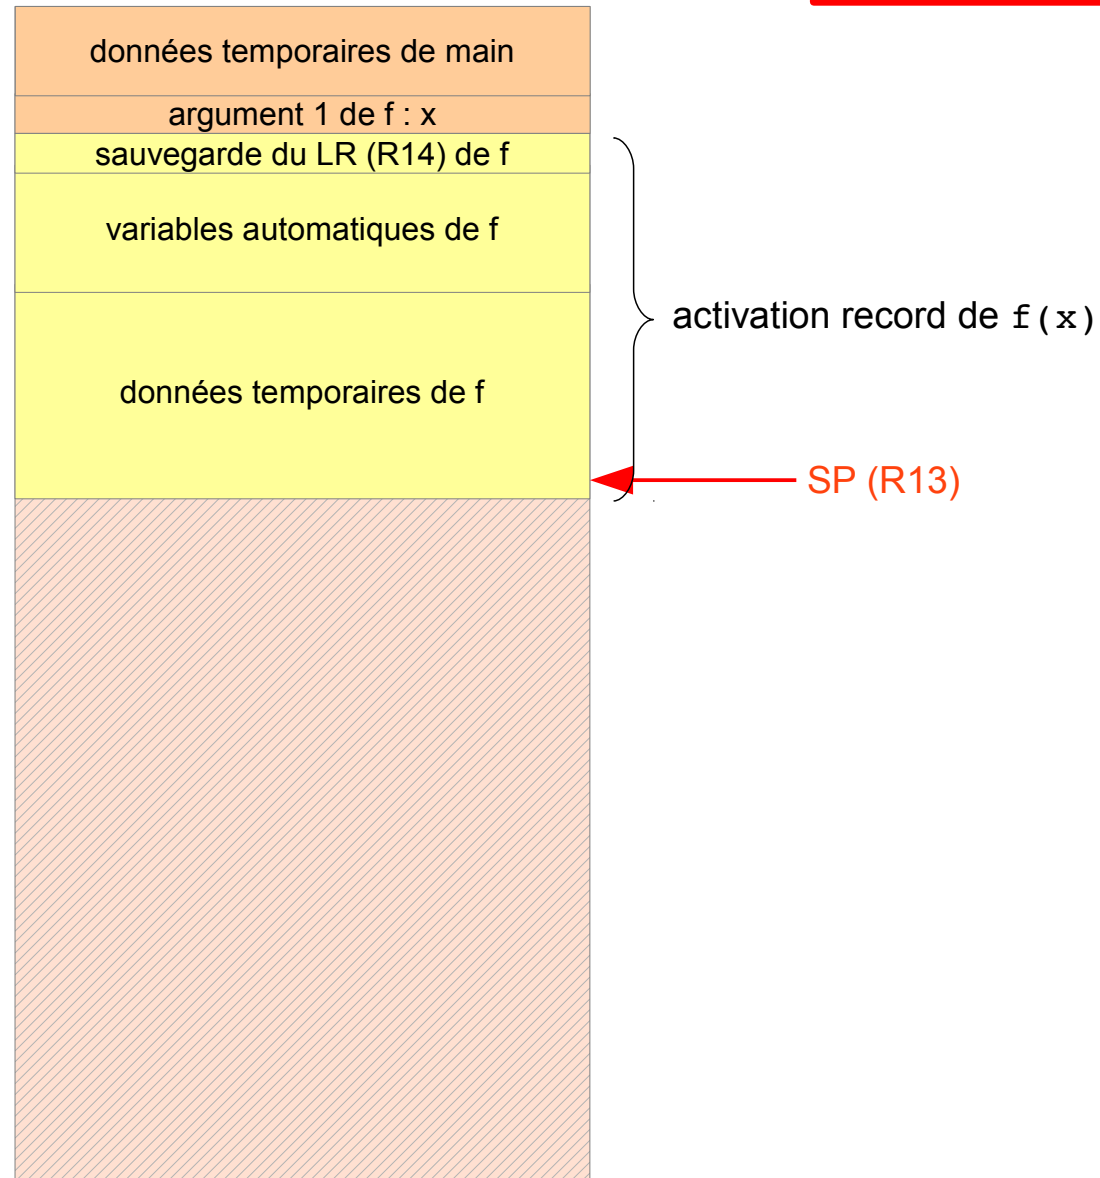 données temporaires de main
argument 1 de f : x
sauvegarde du LR (R14) de f
variables automatiques de f
activation record de f(x)
données temporaires de f
SP (R13)